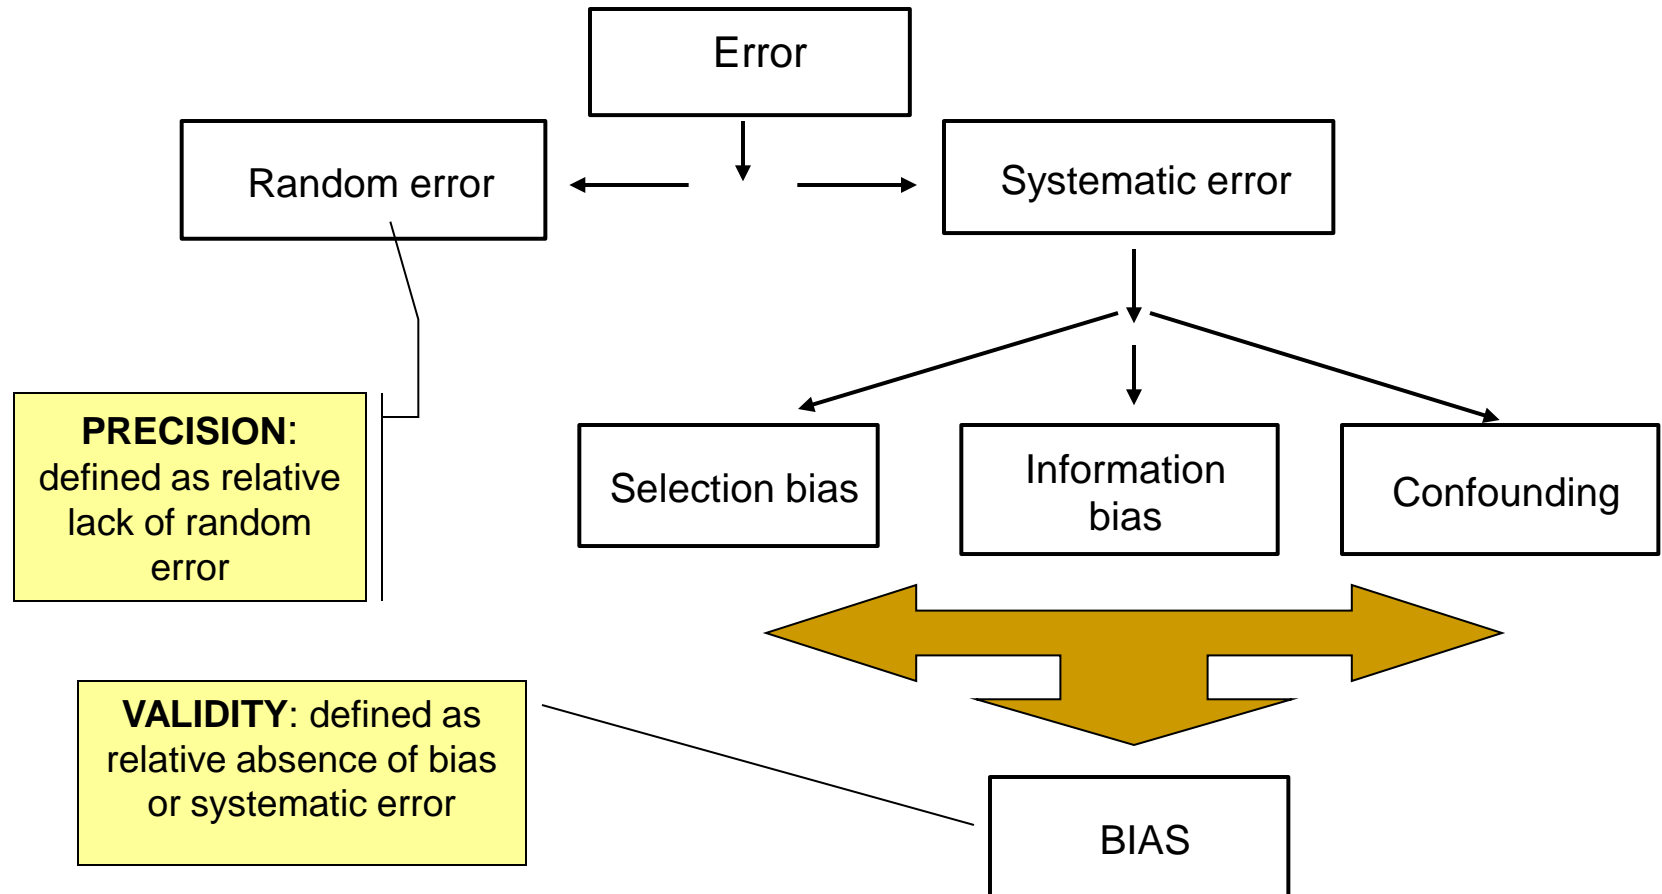 Error
Random error
Systematic error
PRECISION:
defined as relative
lack of random
error
Selection bias
Information
bias
Confounding
VALIDITY: defined as
relative absence of bias
or systematic error
BIAS